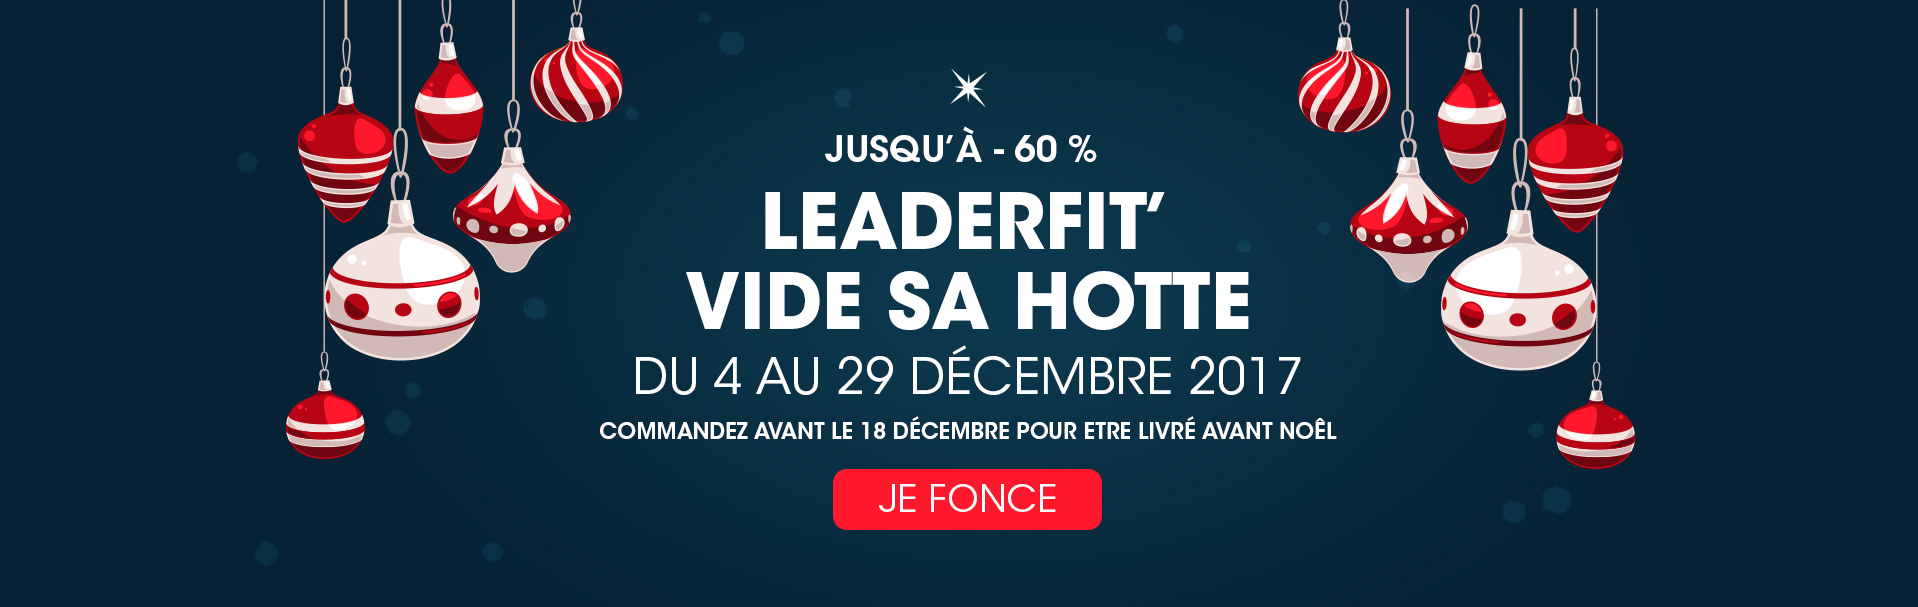 JUSQU'À - 60 %
LEADERFIT'
VIDE SA HOTTE
DU 4 AU 29 DÉCEMBRE 2017
COMMANDEZ AVANT LE 18 DÉCEMBRE POUR ETRE LIVRÉ AVANT NOÊL
JE FONCE